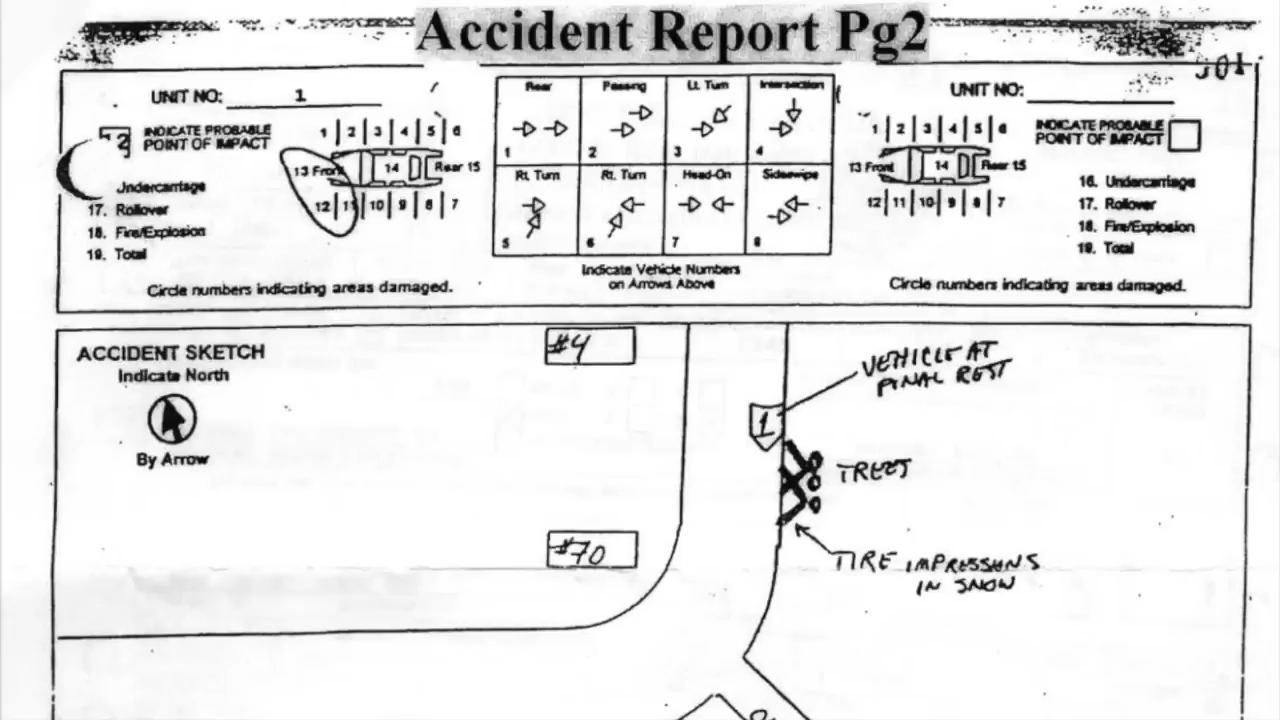 Accident Report Pg2
UNIT NO: 1
12
INDICATE PROBABLE
POINT OF IMPACT
1 2 3 4 5 6
13 Front 14 Rear 15
12 11 10 9 8 7
Undercarriage
17. Rollover
18. Fire/Explosion
19. Total
Circle numbers indicating areas damaged.
Rear Passing Lt. Turn Intersection
1 2 3 4
Rt. Turn Rt. Turn Head-On Sideswipe
5 6 7 8
Indicate Vehicle Numbers
on Arrows Above
UNIT NO:
INDICATE PROBABLE
POINT OF IMPACT
1 2 3 4 5 6
13 Front 14 Rear 15
12 11 10 9 8 7
16. Undercarriage
17. Rollover
18. Fire/Explosion
19. Total
Circle numbers indicating areas damaged.
ACCIDENT SKETCH
Indicate North
By Arrow
#4
#70
1
VEHICLE AT
FINAL REST
TREES
TIRE IMPRESSIONS
IN SNOW